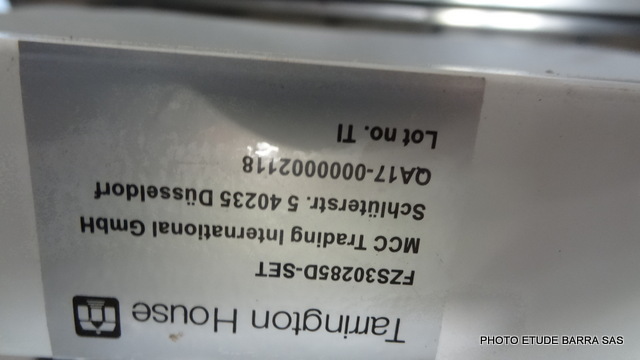 Tarrington House
FZS30285D-SET
MCC Trading International GmbH
Schlüterstr. 5 40235 Düsseldorf
QA17-0000002118
Lot no. TI
PHOTO ETUDE BARRA SAS